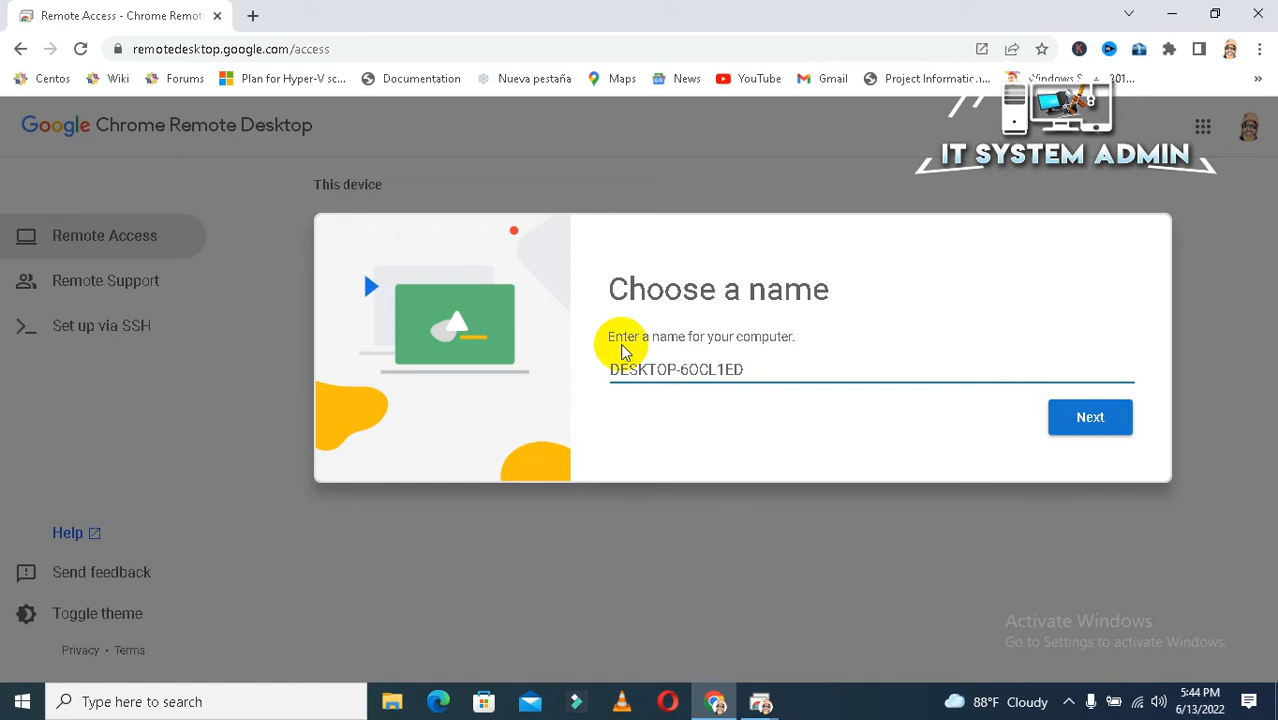 Remote Access - Chrome Remot
remotedesktop.google.com/access
Centos
Wiki
Forums
Plan for Hyper-V sc...
Documentation
Nueva pestaña
Maps
News
YouTube
Gmail
Project Informatic...
Windows S 201...
Google Chrome Remote Desktop
IT SYSTEM ADMIN
This device
Remote Access
Remote Support
Set up via SSH
Choose a name
Enter a name for your computer.
DESKTOP-6OCL1ED
Next
Help
Send feedback
Toggle theme
Privacy • Terms
Activate Windows
Go to Settings to activate Windows.
Type here to search
88°F Cloudy
5:44 PM
6/13/2022